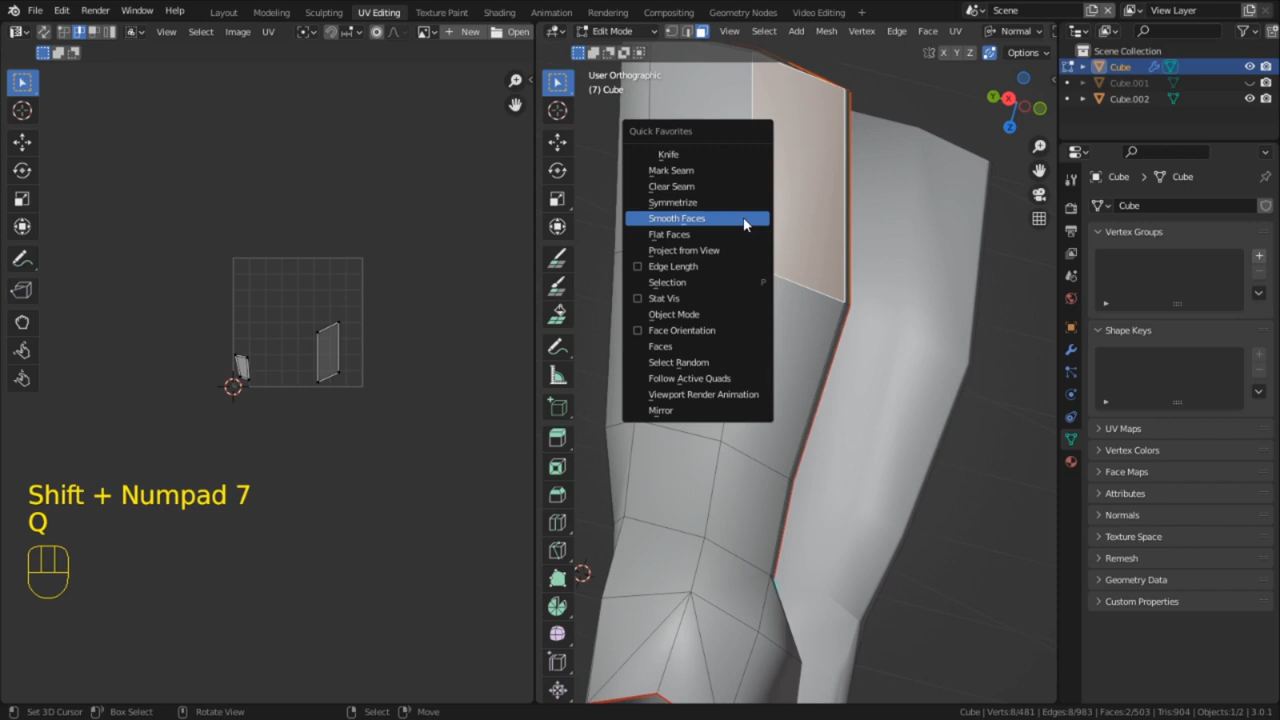 File Edit Render Window Help
Layout Modeling Sculpting UV Editing Texture Paint Shading Animation Rendering Compositing Geometry Nodes Video Editing +
Scene
View Layer
View Select Image UV
New
Open
Edit Mode
View Select Add Mesh Vertex Edge Face UV
Normal
X Y Z
Options
User Orthographic
(7) Cube
Y
X
Z
Quick Favorites
Knife
Mark Seam
Clear Seam
Symmetrize
Smooth Faces
Flat Faces
Project from View
Edge Length
Selection P
Stat Vis
Object Mode
Face Orientation
Faces
Select Random
Follow Active Quads
Viewport Render Animation
Mirror
Shift + Numpad 7
Q
Scene Collection
Cube
Cube.001
Cube.002
Cube
Cube
Cube
Vertex Groups
Shape Keys
UV Maps
Vertex Colors
Face Maps
Attributes
Normals
Texture Space
Remesh
Geometry Data
Custom Properties
Set 3D Cursor
Box Select
Rotate View
Select
Move
Cube | Verts:8/481 | Edges:8/983 | Faces:2/503 | Tris:904 | Objects:1/2 | 3.0.1